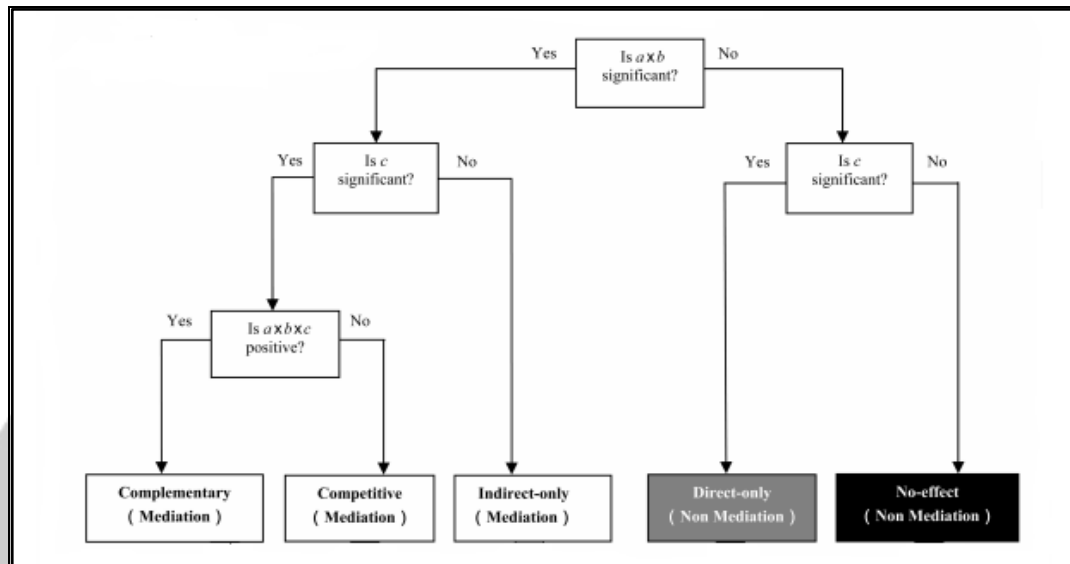 Is a x b
significant?
Yes
No
Is c
significant?
Yes
No
Is c
significant?
Yes
No
Is a x b x c
positive?
Yes
No
Complementary
( Mediation )
Competitive
( Mediation )
Indirect-only
( Mediation )
Direct-only
( Non Mediation )
No-effect
( Non Mediation )